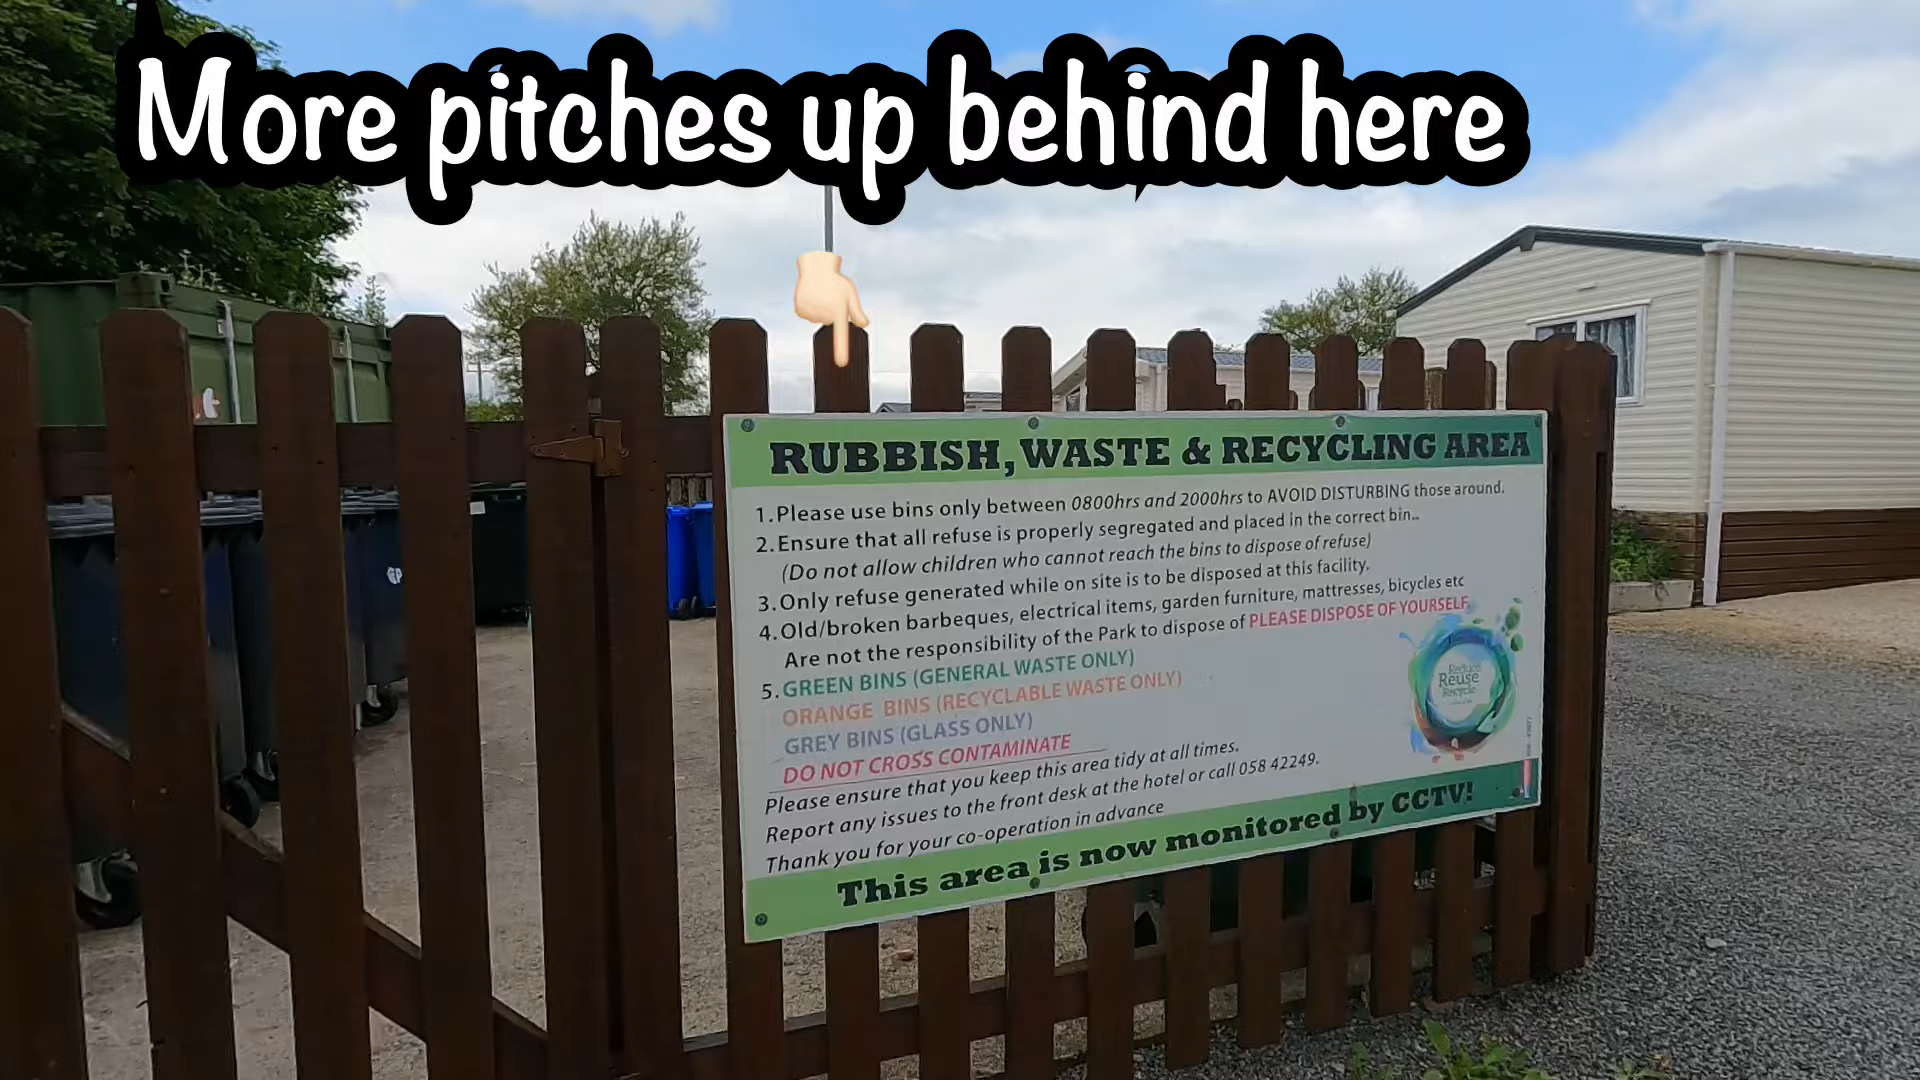 More pitches up behind here
RUBBISH, WASTE & RECYCLING AREA
1. Please use bins only between 0800hrs and 2000hrs to AVOID DISTURBING those around.
2. Ensure that all refuse is properly segregated and placed in the correct bin..
(Do not allow children who cannot reach the bins to dispose of refuse)
3. Only refuse generated while on site is to be disposed at this facility.
4. Old/broken barbeques, electrical items, garden furniture, mattresses, bicycles etc
Are not the responsibility of the Park to dispose of PLEASE DISPOSE OF YOURSELF.
5. GREEN BINS (GENERAL WASTE ONLY)
ORANGE BINS (RECYCLABLE WASTE ONLY)
GREY BINS (GLASS ONLY)
DO NOT CROSS CONTAMINATE
Please ensure that you keep this area tidy at all times.
Report any issues to the front desk at the hotel or call 058 42249.
Thank you for your co-operation in advance
Reduce
Reuse
Recycle
This area is now monitored by CCTV!